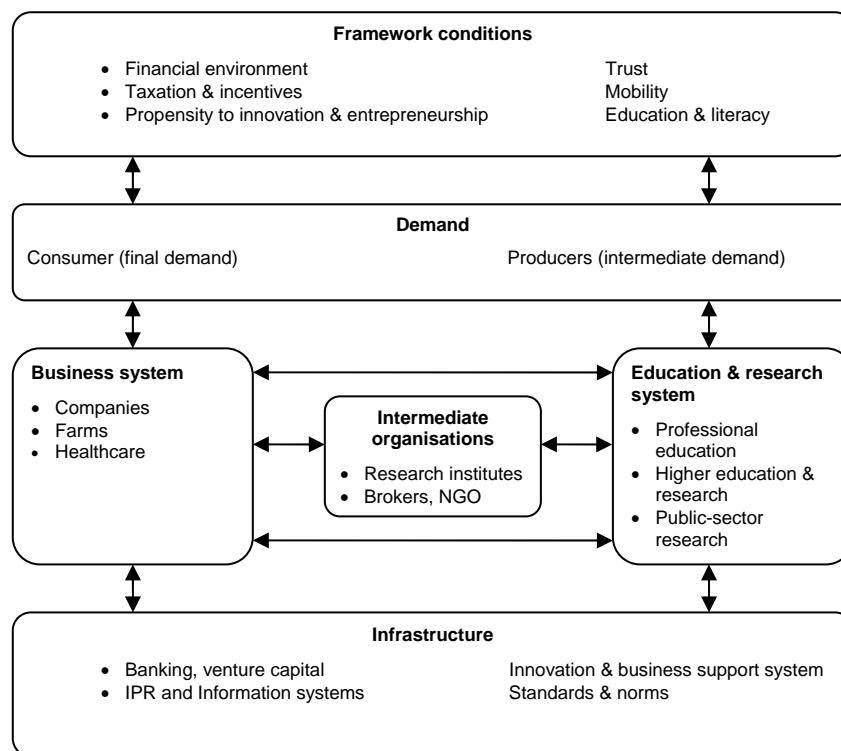 Framework conditions
• Financial environment Trust
• Taxation & incentives Mobility
• Propensity to innovation & entrepreneurship Education & literacy
Demand
Consumer (final demand) Producers (intermediate demand)
Business system
• Companies
• Farms
• Healthcare
Intermediate
organisations
• Research institutes
• Brokers, NGO
Education & research
system
• Professional
education
• Higher education &
research
• Public-sector
research
Infrastructure
• Banking, venture capital Innovation & business support system
• IPR and Information systems Standards & norms